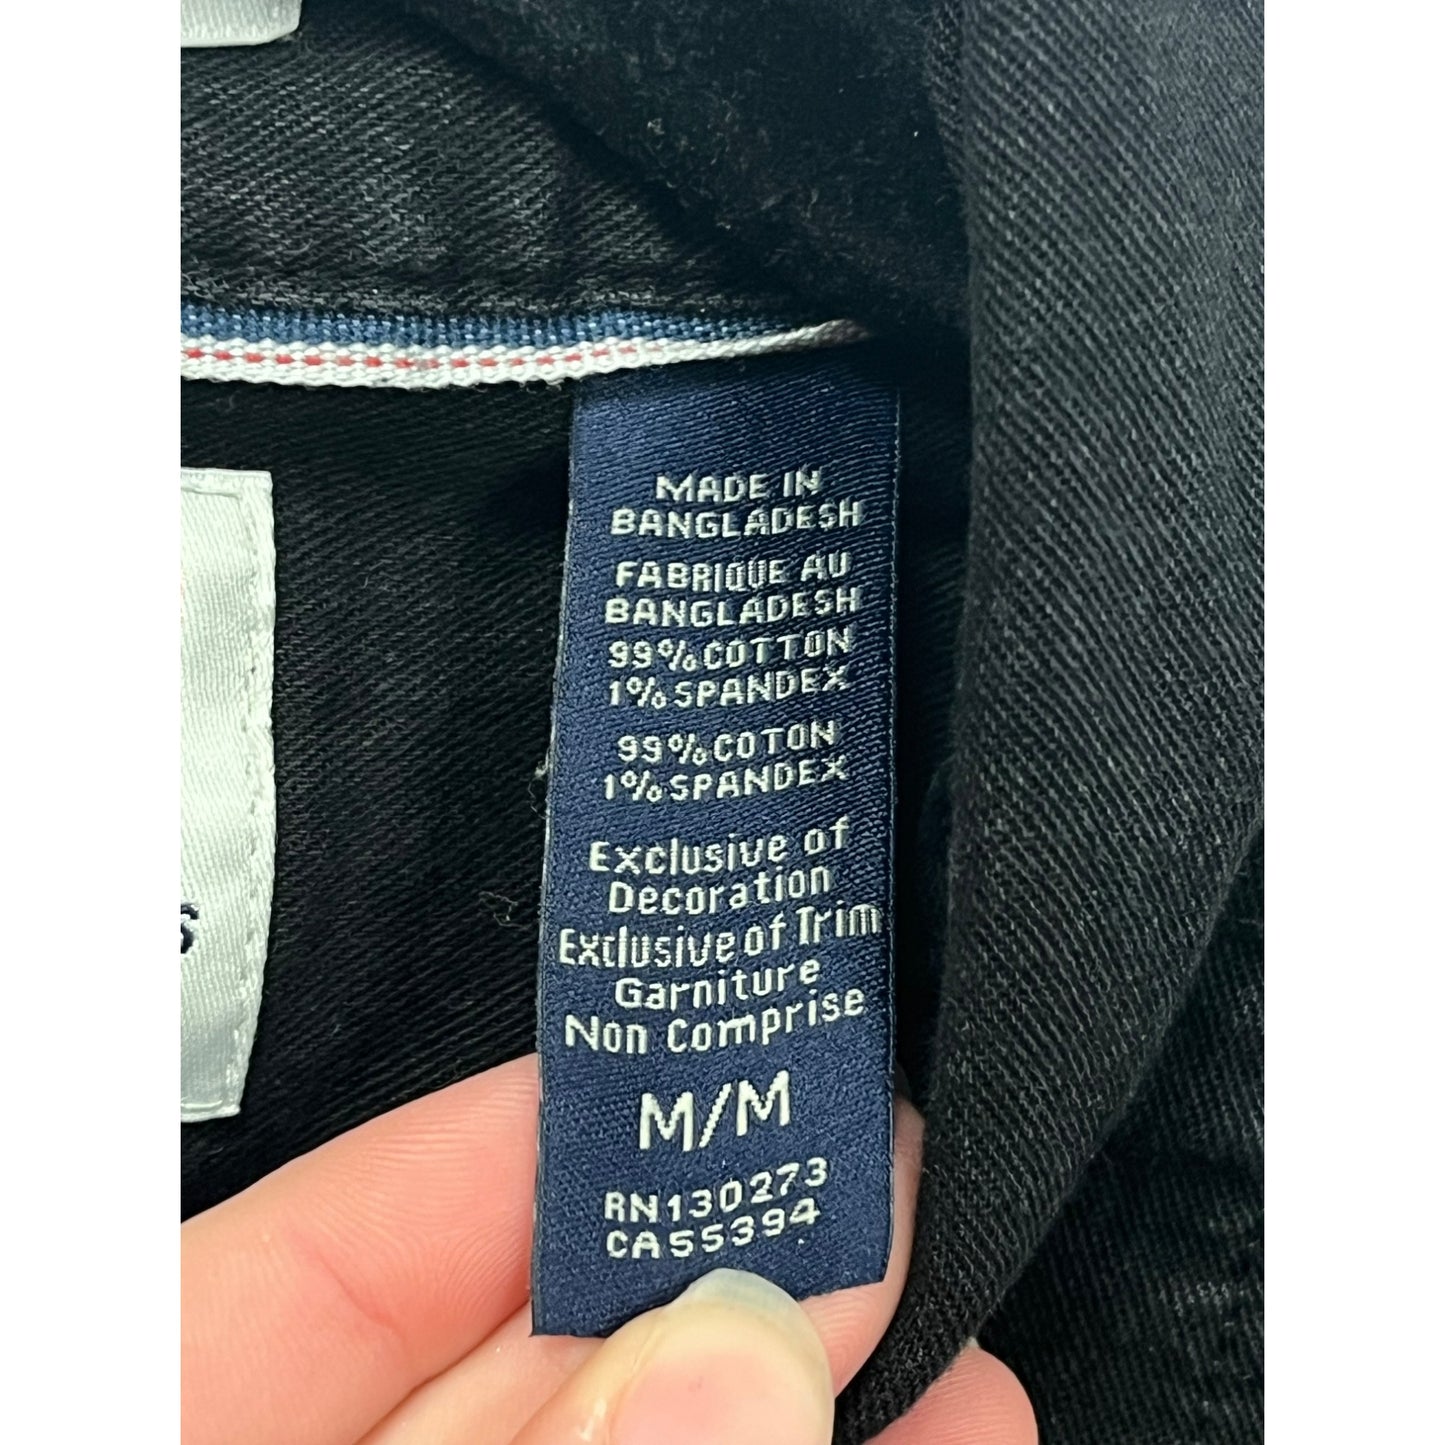 MADE IN
BANGLADESH
FABRIQUE AU
BANGLADESH
99% COTTON
1% SPANDEX
99% COTON
1% SPANDEX
Exclusive of
Decoration
Exclusive of Trim
Garniture
Non Comprise
M/M
RN130273
CA55394